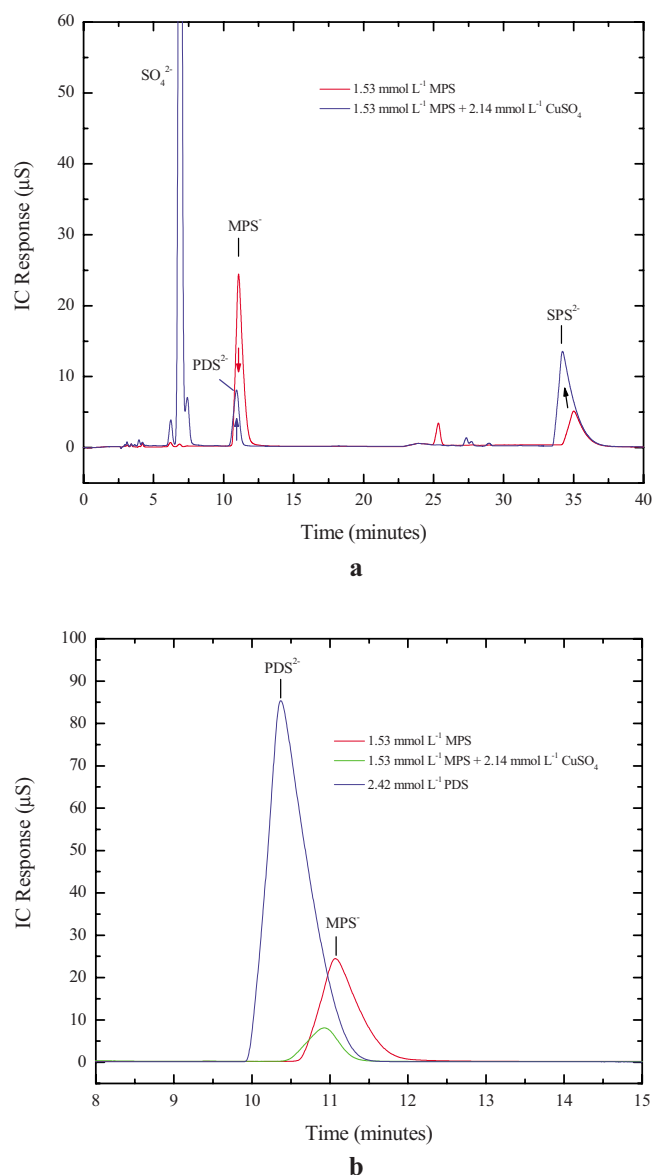 60
50
40
30
20
10
0
IC Response (µS)
SO₄²⁻
1.53 mmol L⁻¹ MPS
1.53 mmol L⁻¹ MPS + 2.14 mmol L⁻¹ CuSO₄
MPS⁻
PDS²⁻
SPS²⁻
0 5 10 15 20 25 30 35 40
Time (minutes)
a
100
90
80
70
60
50
40
30
20
10
0
IC Response (µS)
PDS²⁻
1.53 mmol L⁻¹ MPS
1.53 mmol L⁻¹ MPS + 2.14 mmol L⁻¹ CuSO₄
2.42 mmol L⁻¹ PDS
MPS⁻
8 9 10 11 12 13 14 15
Time (minutes)
b